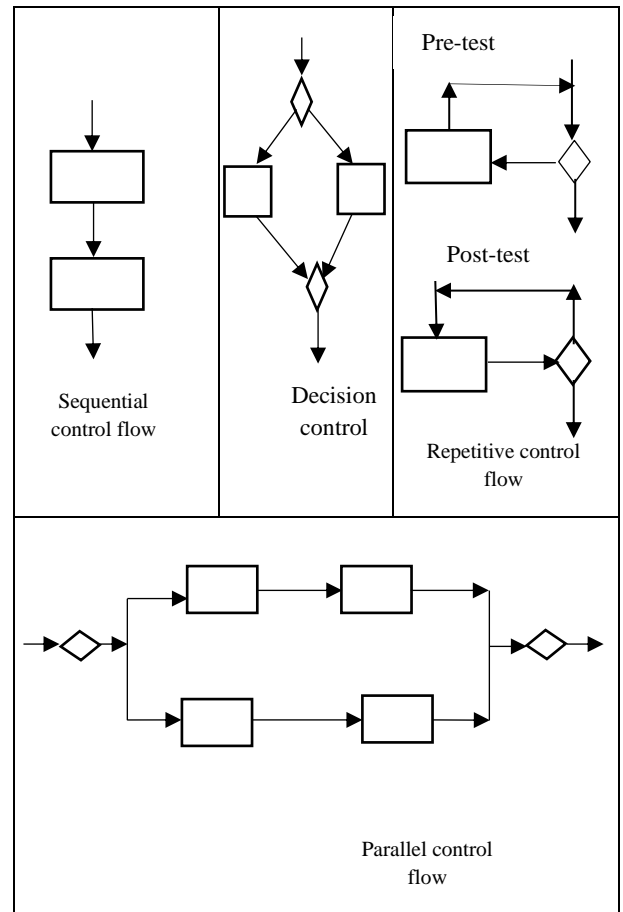 Pre-test
Post-test
Sequential
control flow
Decision
control
Repetitive control
flow
Parallel control
flow